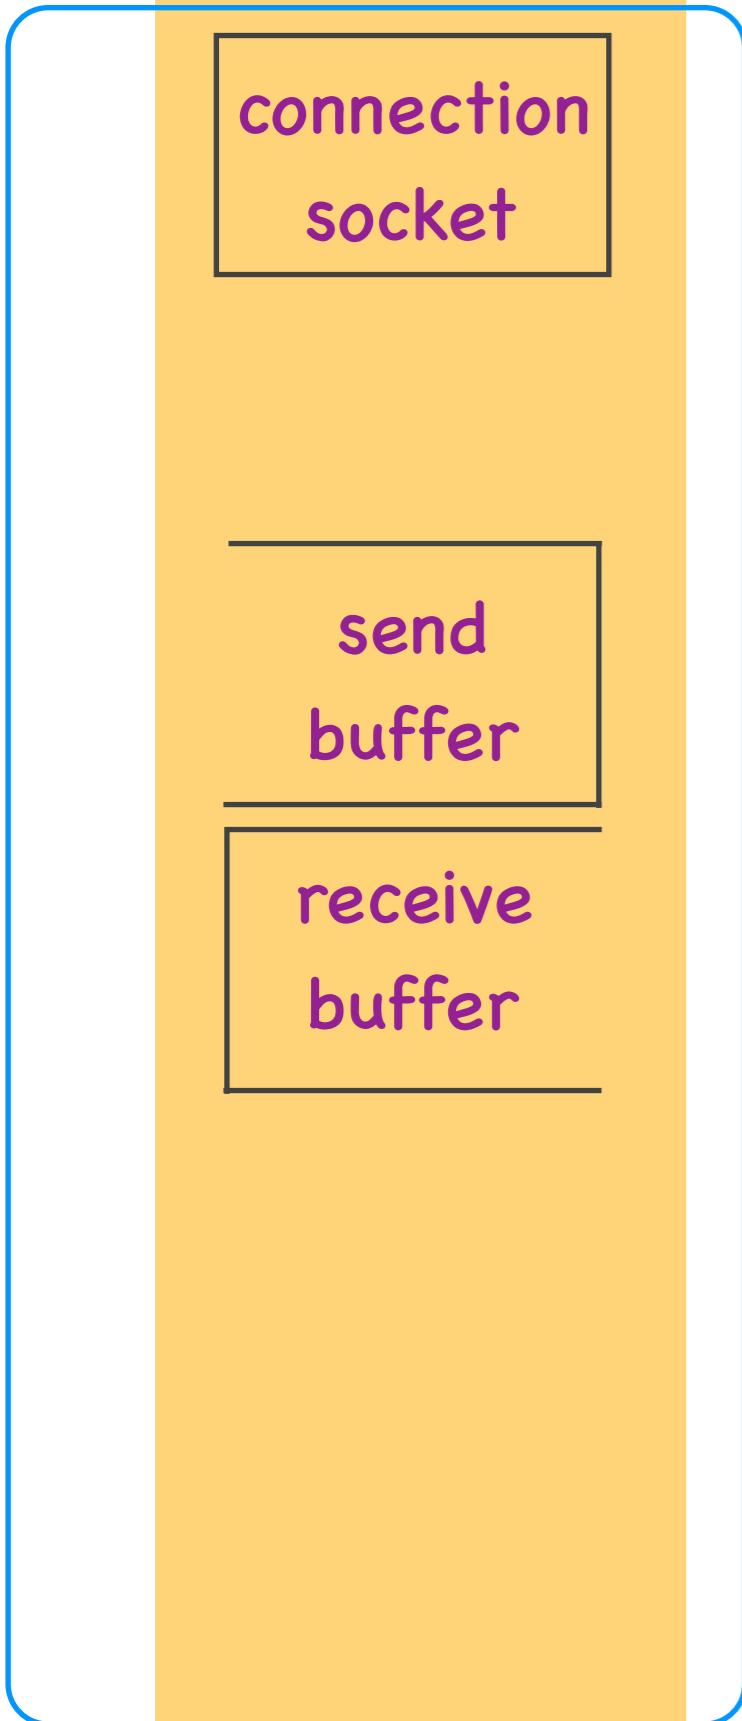 connection
socket
send
buffer
receive
buffer